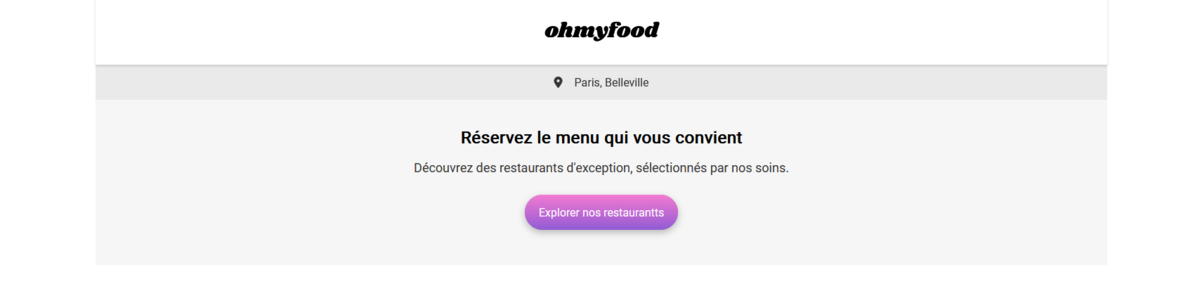 ohmyfood
Paris, Belleville
Réservez le menu qui vous convient
Découvrez des restaurants d'exception, sélectionnés par nos soins.
Explorer nos restaurantts